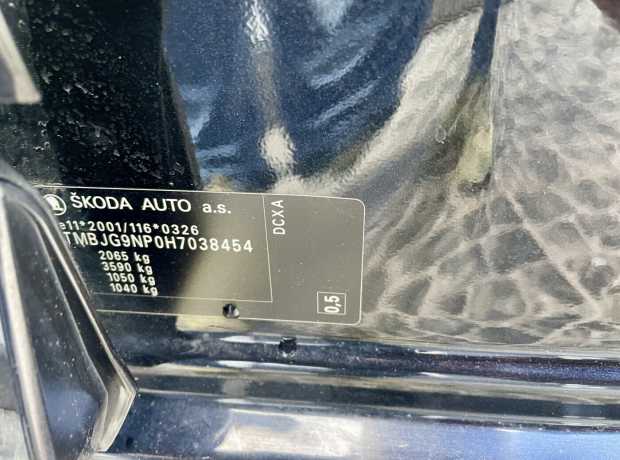 ŠKODA AUTO a.s.
e11*2001/116*0326
TMBJG9NP0H7038454
2065 kg
3590 kg
1050 kg
1040 kg
DCXA
0,5